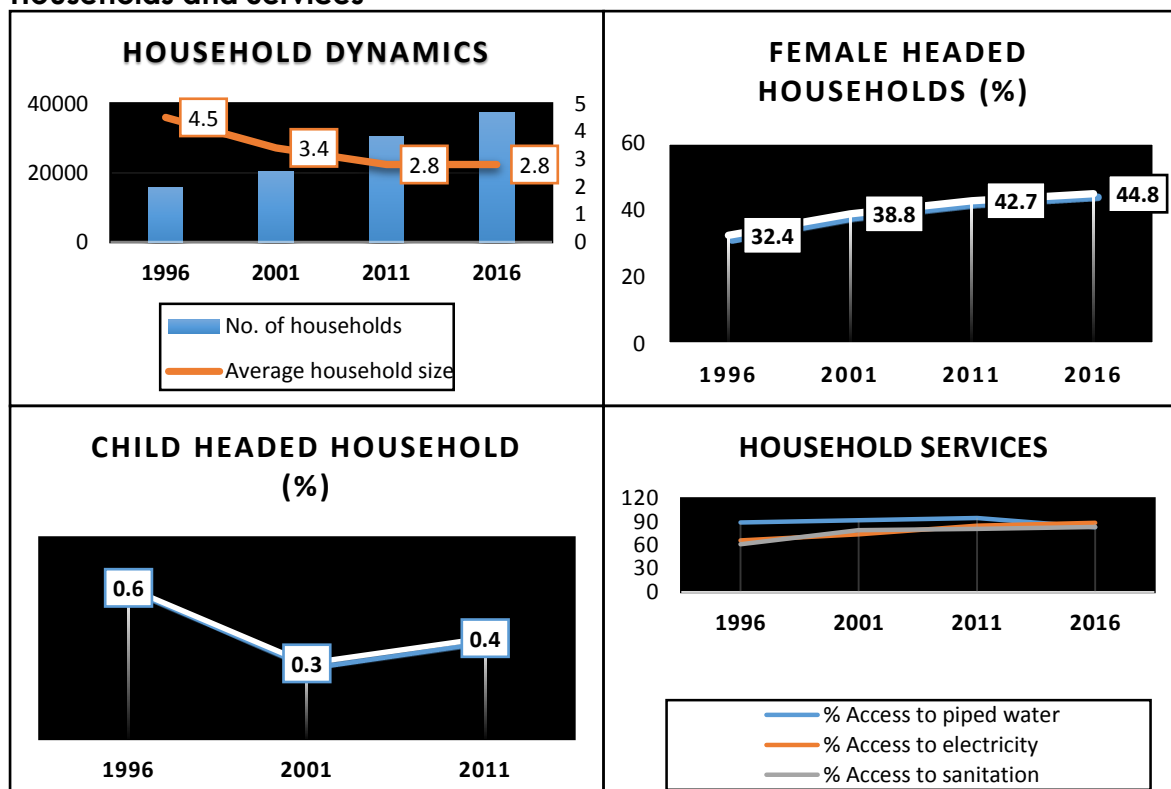 Households and services
HOUSEHOLD DYNAMICS
40000
20000
0
5
4
3
2
1
0
4.5
3.4
2.8
2.8
1996 2001 2011 2016
No. of households
Average household size
FEMALE HEADED
HOUSEHOLDS (%)
60
40
20
0
32.4
38.8
42.7
44.8
1996 2001 2011 2016
CHILD HEADED HOUSEHOLD
(%)
0.6
0.3
0.4
1996 2001 2011
HOUSEHOLD SERVICES
120
90
60
30
0
1996 2001 2011 2016
% Access to piped water
% Access to electricity
% Access to sanitation